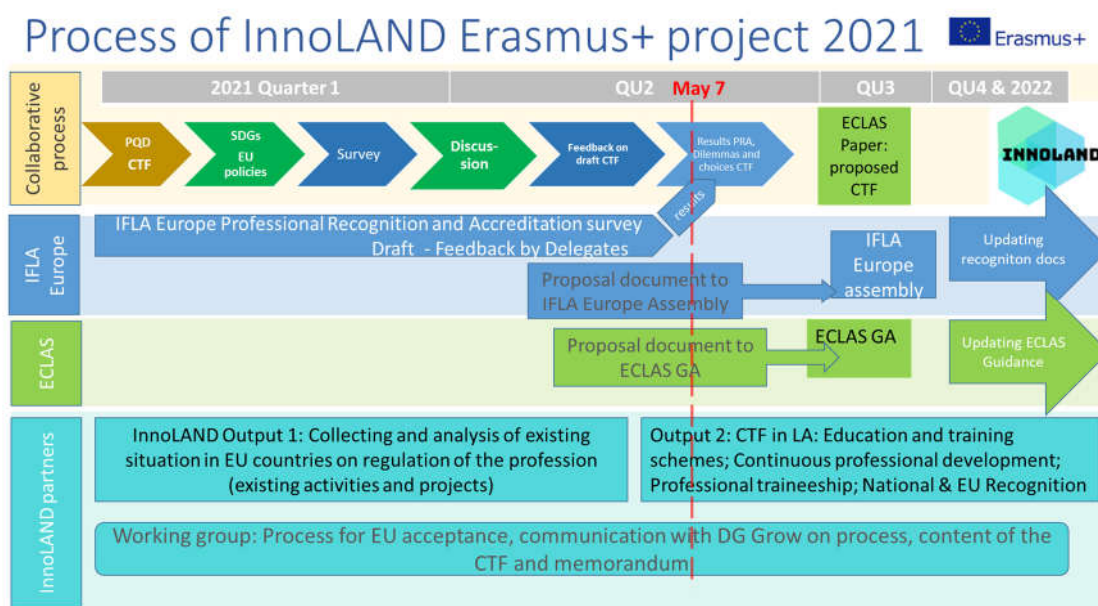 Process of InnoLAND Erasmus+ project 2021
Erasmus+
2021 Quarter 1
QU2
May 7
QU3
QU4 & 2022
Collaborative
process
PQD
CTF
SDGs
EU
policies
Survey
Discus-
sion
Feedback on
draft CTF
Results PRA,
Dilemmas and
choices CTF
ECLAS
Paper:
proposed
CTF
INNOLAND
IFLA
Europe
IFLA Europe Professional Recognition and Accreditation survey
Draft - Feedback by Delegates
results
Proposal document to
IFLA Europe Assembly
IFLA
Europe
assembly
Updating
recogniton docs
ECLAS
Proposal document to
ECLAS GA
ECLAS GA
Updating ECLAS
Guidance
InnoLAND partners
InnoLAND Output 1: Collecting and analysis of existing
situation in EU countries on regulation of the profession
(existing activities and projects)
Output 2: CTF in LA: Education and training
schemes; Continuous professional development;
Professional traineeship; National & EU Recognition
Working group: Process for EU acceptance, communication with DG Grow on process, content of the
CTF and memorandum